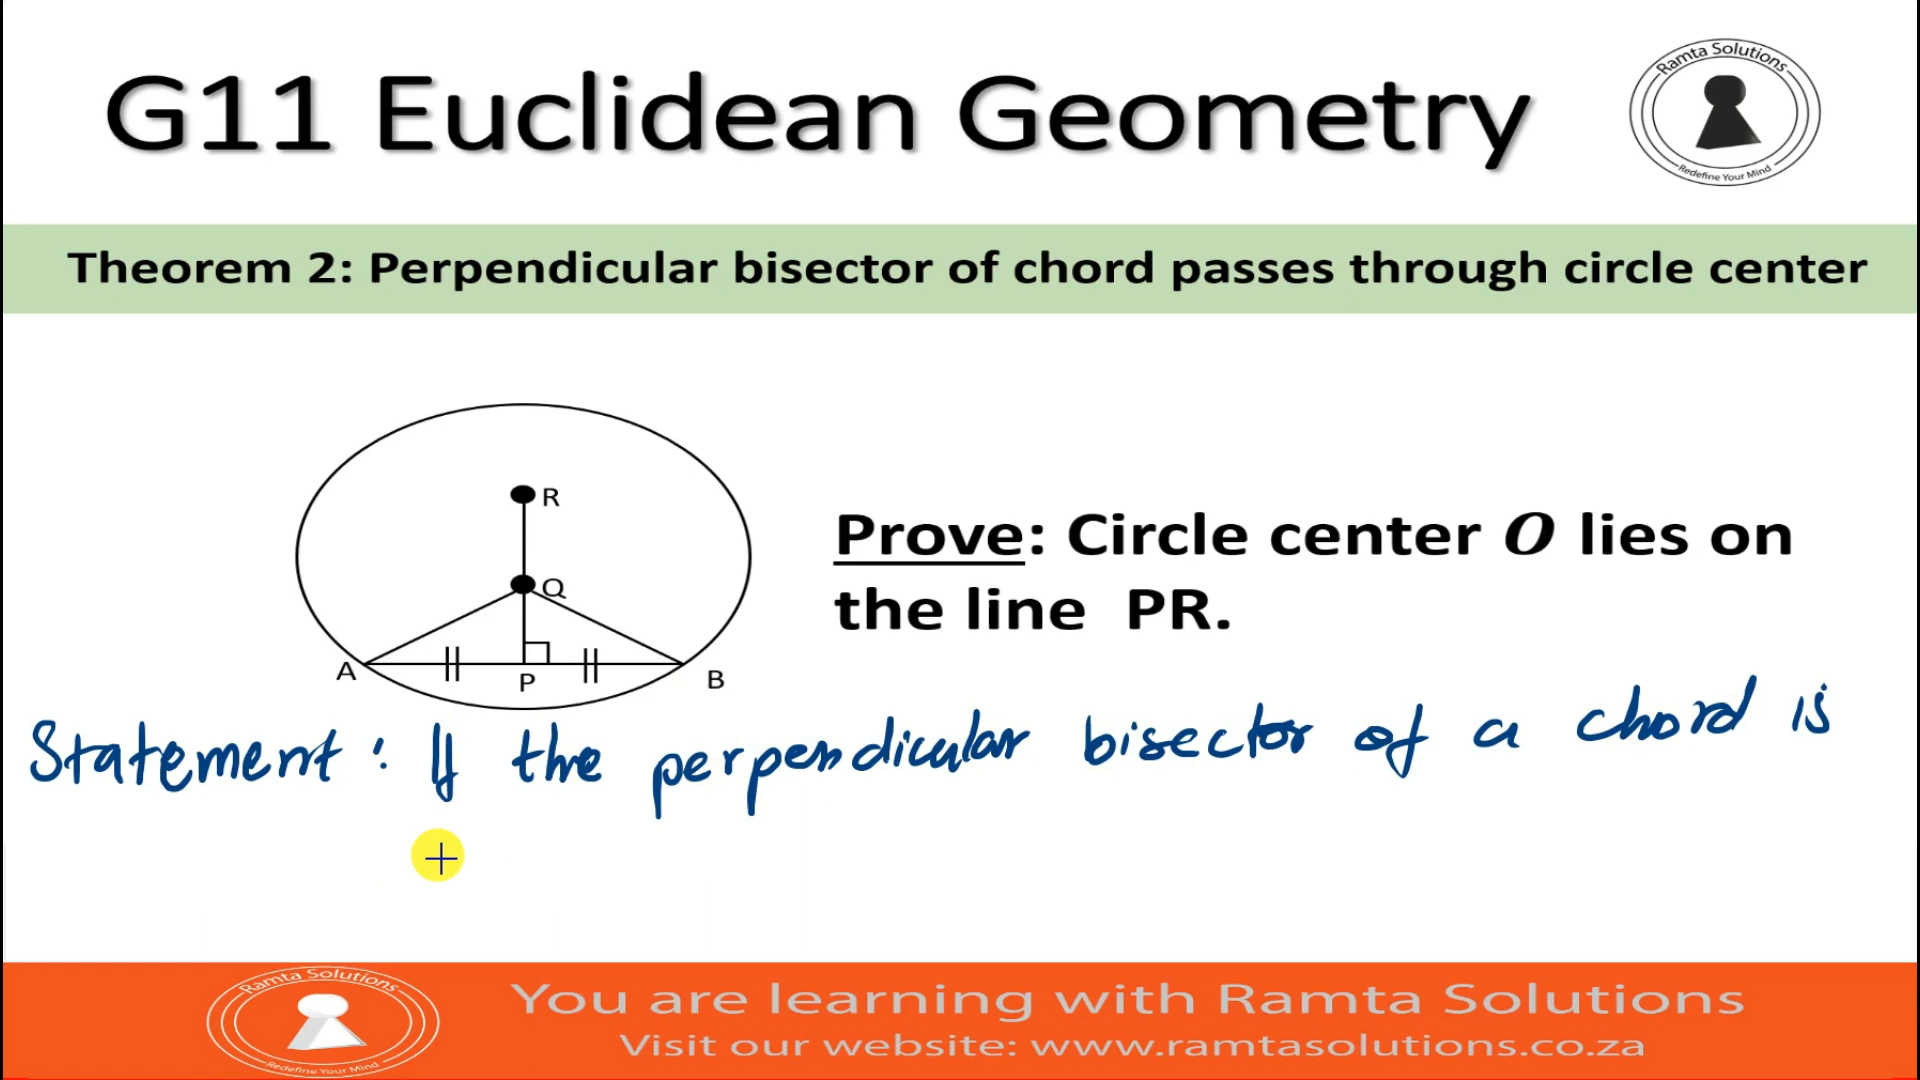 G11 Euclidean Geometry
Ramta Solutions
Redefine Your Mind
Theorem 2: Perpendicular bisector of chord passes through circle center
R
Q
A
P
B
Prove: Circle center O lies on
the line PR.
Statement: If the perpendicular bisector of a chord is
Ramta Solutions
Redefine Your Mind
You are learning with Ramta Solutions
Visit our website: www.ramtasolutions.co.za